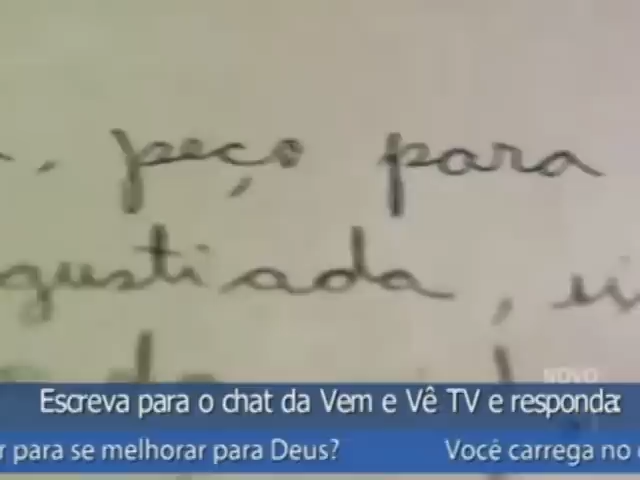 , peço para
gustiada,
NOVO
Escreva para o chat da Vem e Vê TV e responda:
r para se melhorar para Deus?
Você carrega no